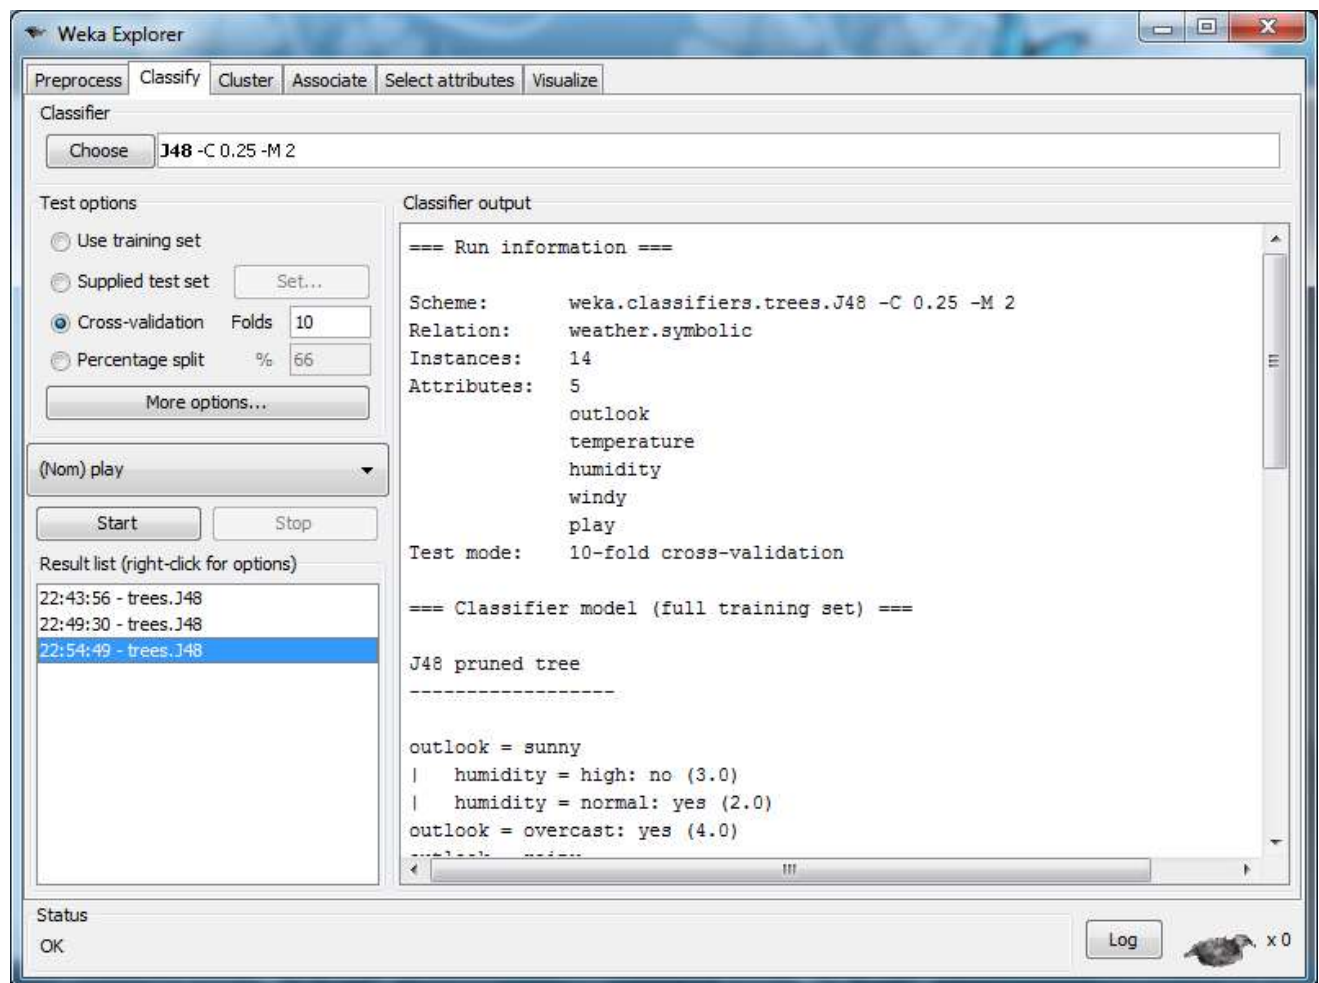 Weka Explorer
Preprocess Classify Cluster Associate Select attributes Visualize
Classifier
Choose J48 -C 0.25 -M 2
Test options
Use training set
Supplied test set Set...
Cross-validation Folds 10
Percentage split % 66
More options...
(Nom) play
Start Stop
Result list (right-click for options)
22:43:56 - trees.J48
22:49:30 - trees.J48
22:54:49 - trees.J48
Classifier output
=== Run information ===
Scheme: weka.classifiers.trees.J48 -C 0.25 -M 2
Relation: weather.symbolic
Instances: 14
Attributes: 5
outlook
temperature
humidity
windy
play
Test mode: 10-fold cross-validation
=== Classifier model (full training set) ===
J48 pruned tree
------------------
outlook = sunny
| humidity = high: no (3.0)
| humidity = normal: yes (2.0)
outlook = overcast: yes (4.0)
Status
OK
Log
x 0